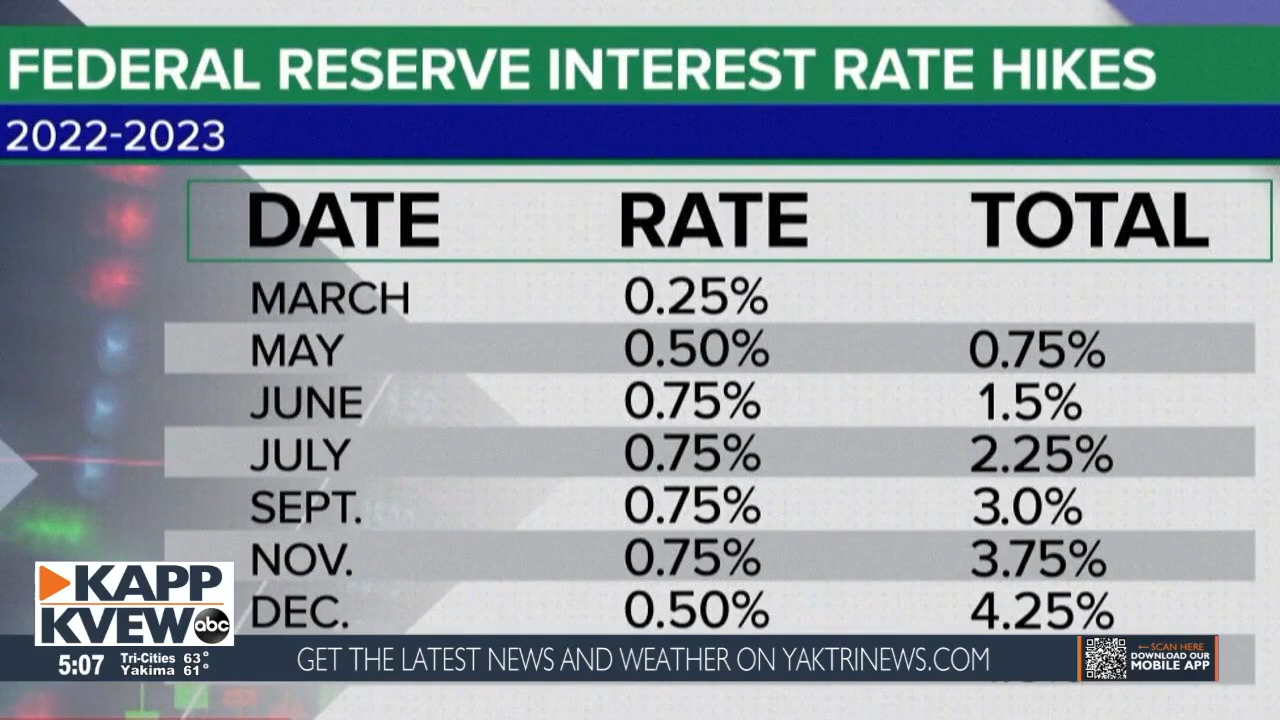 FEDERAL RESERVE INTEREST RATE HIKES
2022-2023
DATE RATE TOTAL
MARCH 0.25%
MAY 0.50% 0.75%
JUNE 0.75% 1.5%
JULY 0.75% 2.25%
SEPT. 0.75% 3.0%
NOV. 0.75% 3.75%
DEC. 0.50% 4.25%
KAPP
KVEW abc
5:07 Tri-Cities 63°
Yakima 61°
GET THE LATEST NEWS AND WEATHER ON YAKTRINEWS.COM
←SCAN HERE
DOWNLOAD OUR
MOBILE APP